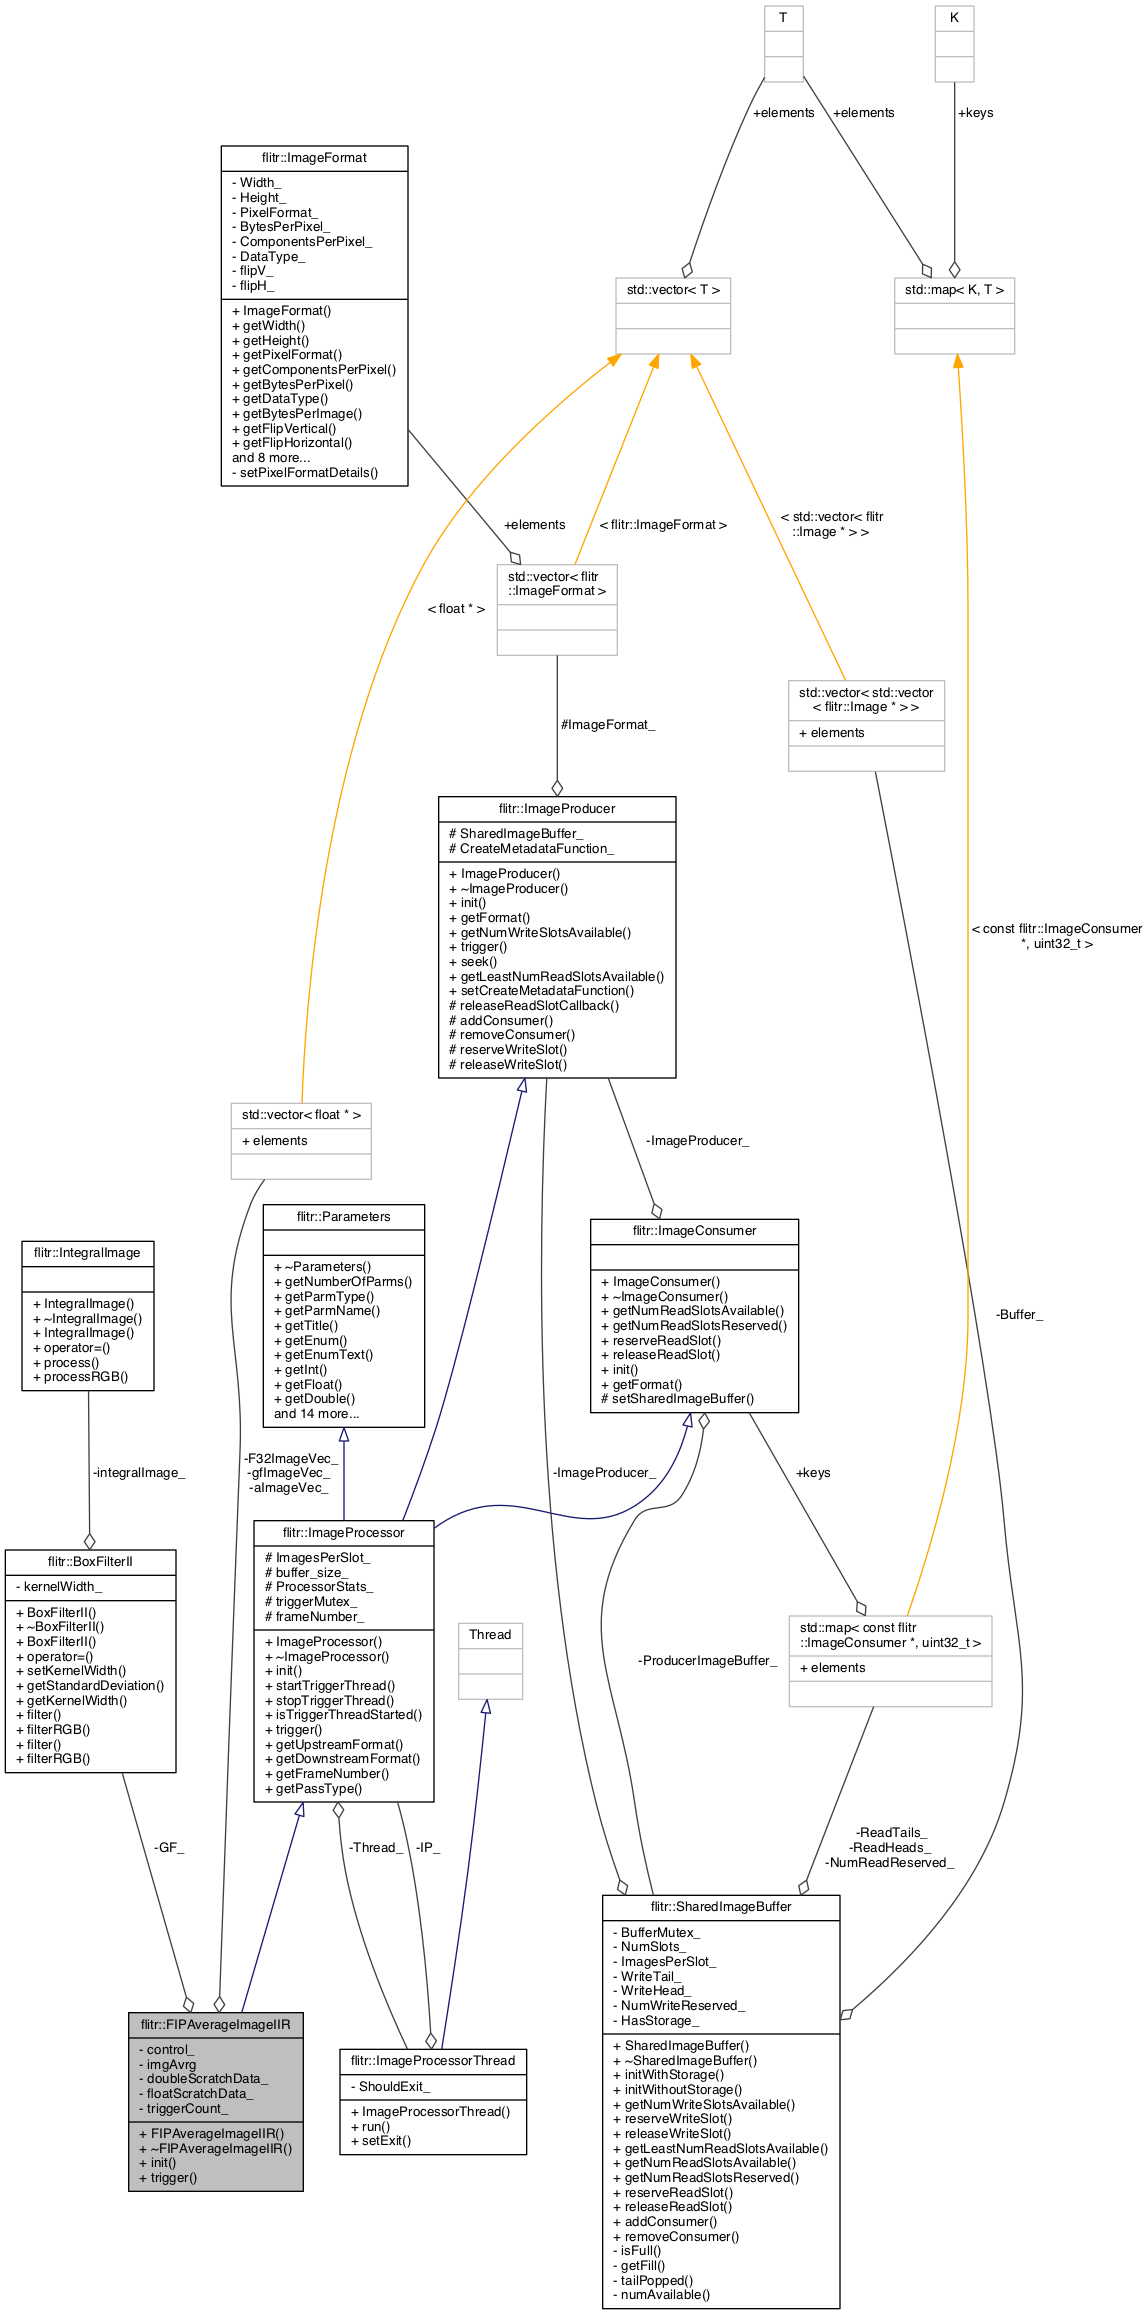 T
K
+elements
+elements
+keys
flitr::ImageFormat
- Width_
- Height_
- PixelFormat_
- BytesPerPixel_
- ComponentsPerPixel_
- DataType_
- flipV_
- flipH_
+ ImageFormat()
+ getWidth()
+ getHeight()
+ getPixelFormat()
+ getComponentsPerPixel()
+ getBytesPerPixel()
+ getDataType()
+ getBytesPerImage()
+ getFlipVertical()
+ getFlipHorizontal()
and 8 more...
- setPixelFormatDetails()
std::vector< T >
std::map< K, T >
+elements
< flitr::ImageFormat >
< std::vector< flitr
::Image * > >
std::vector< flitr
::ImageFormat >
< float * >
std::vector< std::vector
< flitr::Image * > >
+ elements
#ImageFormat_
flitr::ImageProducer
# SharedImageBuffer_
# CreateMetadataFunction_
+ ImageProducer()
+ ~ImageProducer()
+ init()
+ getFormat()
+ getNumWriteSlotsAvailable()
+ trigger()
+ seek()
+ getLeastNumReadSlotsAvailable()
+ setCreateMetadataFunction()
# releaseReadSlotCallback()
# addConsumer()
# removeConsumer()
# reserveWriteSlot()
# releaseWriteSlot()
< const flitr::ImageConsumer
*, uint32_t >
std::vector< float * >
+ elements
-ImageProducer_
flitr::Parameters
+ ~Parameters()
+ getNumberOfParms()
+ getParmType()
+ getParmName()
+ getTitle()
+ getEnum()
+ getEnumText()
+ getInt()
+ getFloat()
+ getDouble()
and 14 more...
flitr::ImageConsumer
+ ImageConsumer()
+ ~ImageConsumer()
+ getNumReadSlotsAvailable()
+ getNumReadSlotsReserved()
+ reserveReadSlot()
+ releaseReadSlot()
+ init()
+ getFormat()
# setSharedImageBuffer()
flitr::IntegralImage
+ IntegralImage()
+ ~IntegralImage()
+ IntegralImage()
+ operator=()
+ process()
+ processRGB()
-Buffer_
-integralImage_
-F32ImageVec_
-gfImageVec_
-aImageVec_
-ImageProducer_
+keys
flitr::BoxFilterII
- kernelWidth_
+ BoxFilterII()
+ ~BoxFilterII()
+ BoxFilterII()
+ operator=()
+ setKernelWidth()
+ getStandardDeviation()
+ getKernelWidth()
+ filter()
+ filterRGB()
+ filter()
+ filterRGB()
flitr::ImageProcessor
# ImagesPerSlot_
# buffer_size_
# ProcessorStats_
# triggerMutex_
# frameNumber_
+ ImageProcessor()
+ ~ImageProcessor()
+ init()
+ startTriggerThread()
+ stopTriggerThread()
+ isTriggerThreadStarted()
+ trigger()
+ getUpstreamFormat()
+ getDownstreamFormat()
+ getFrameNumber()
+ getPassType()
Thread
std::map< const flitr
::ImageConsumer *, uint32_t >
+ elements
-ProducerImageBuffer_
-GF_
-Thread_
-IP_
-ReadTails_
-ReadHeads_
-NumReadReserved_
flitr::FIPAverageImageIIR
- control_
- imgAvrg
- doubleScratchData_
- floatScratchData_
- triggerCount_
+ FIPAverageImageIIR()
+ ~FIPAverageImageIIR()
+ init()
+ trigger()
flitr::ImageProcessorThread
- ShouldExit_
+ ImageProcessorThread()
+ run()
+ setExit()
flitr::SharedImageBuffer
- BufferMutex_
- NumSlots_
- ImagesPerSlot_
- WriteTail_
- WriteHead_
- NumWriteReserved_
- HasStorage_
+ SharedImageBuffer()
+ ~SharedImageBuffer()
+ initWithStorage()
+ initWithoutStorage()
+ getNumWriteSlotsAvailable()
+ reserveWriteSlot()
+ releaseWriteSlot()
+ getLeastNumReadSlotsAvailable()
+ getNumReadSlotsAvailable()
+ getNumReadSlotsReserved()
+ reserveReadSlot()
+ releaseReadSlot()
+ addConsumer()
+ removeConsumer()
- isFull()
- getFill()
- tailPopped()
- numAvailable()